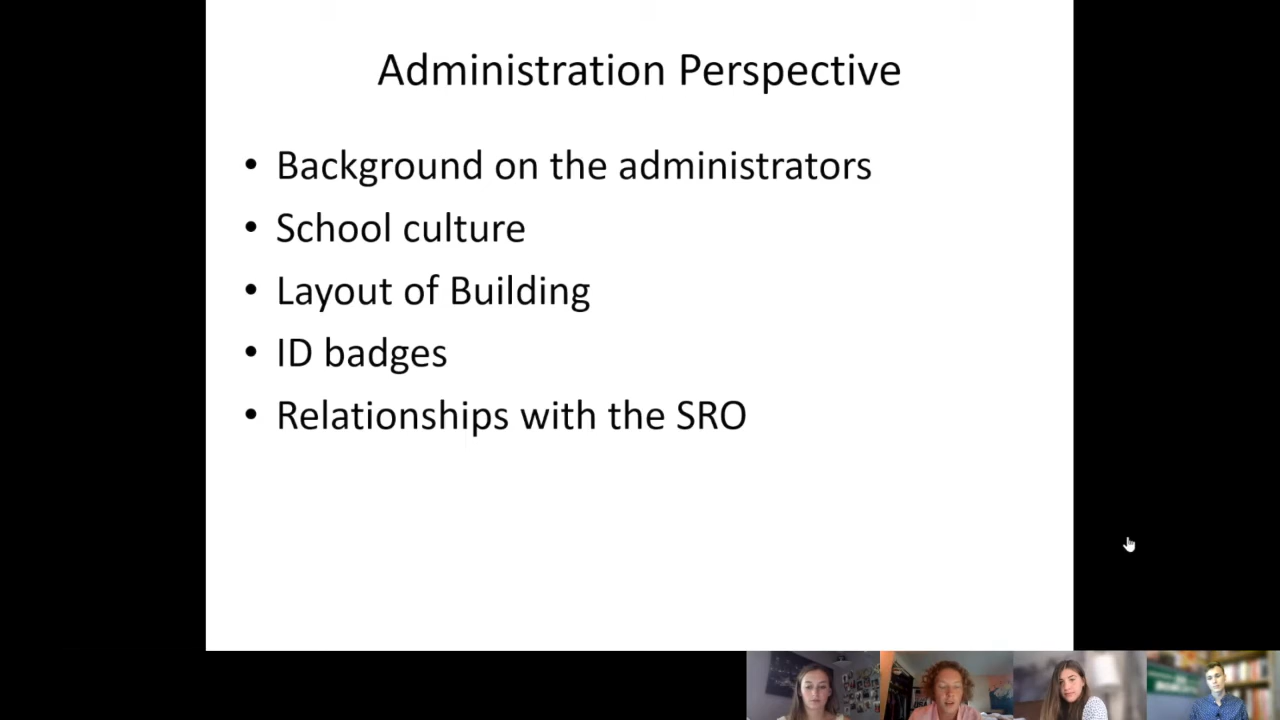 Administration Perspective
• Background on the administrators
• School culture
• Layout of Building
• ID badges
• Relationships with the SRO